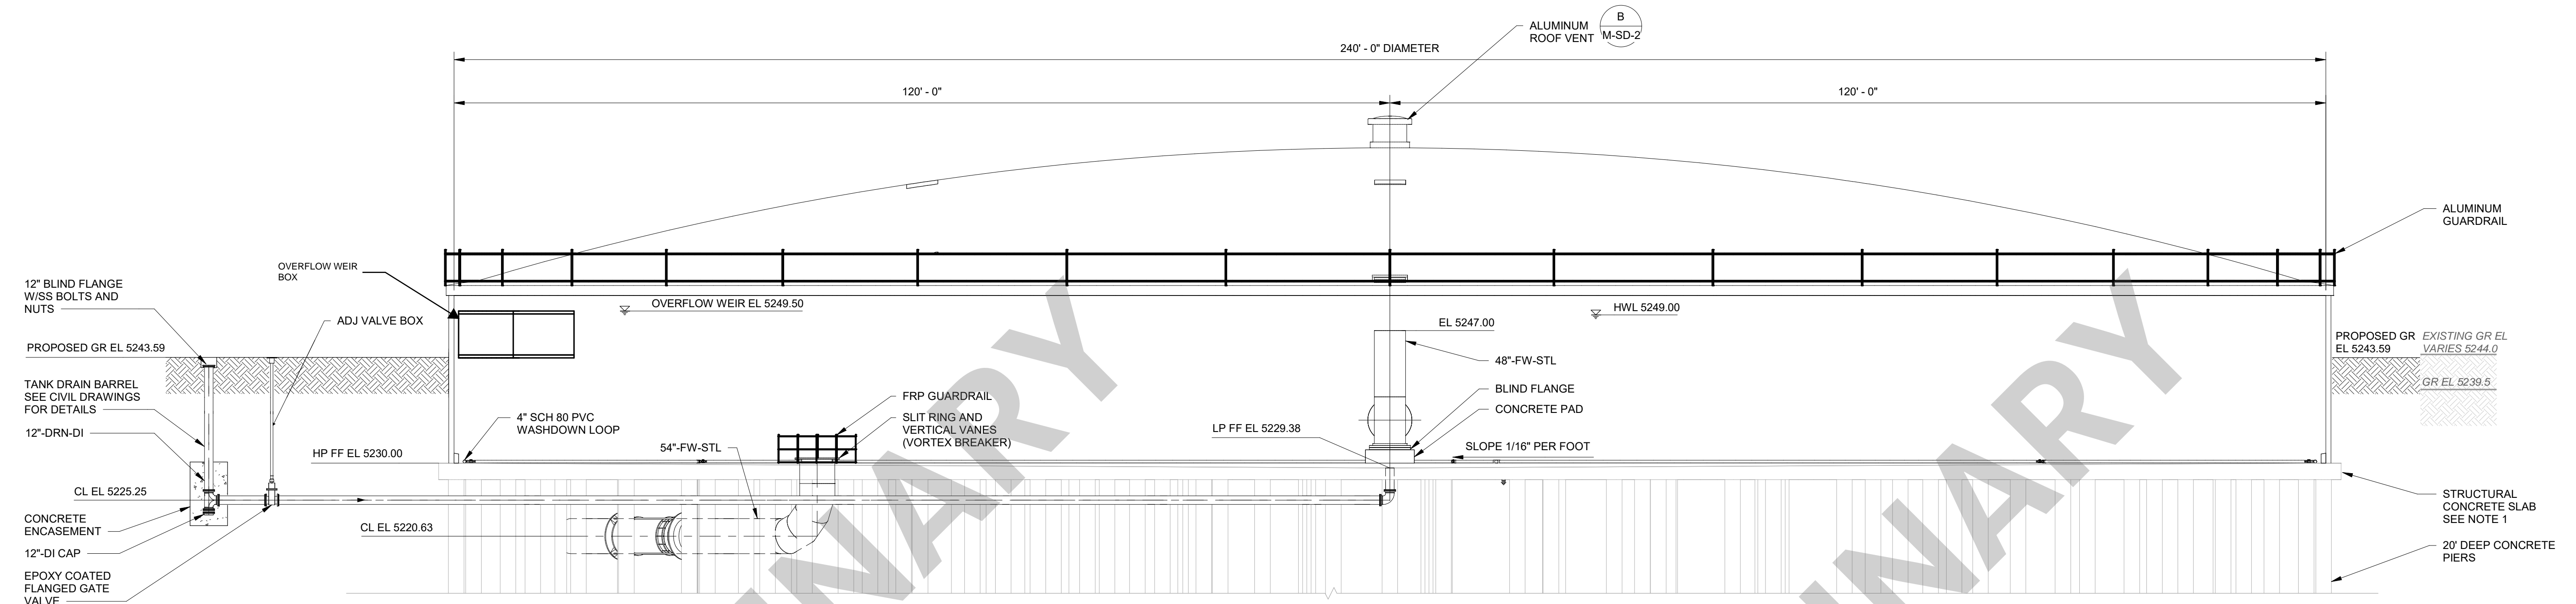 ALUMINUM
ROOF VENT
B
M-SD-2
240' - 0" DIAMETER
120' - 0"
120' - 0"
ALUMINUM
GUARDRAIL
OVERFLOW WEIR
BOX
12" BLIND FLANGE
W/SS BOLTS AND
NUTS
ADJ VALVE BOX
OVERFLOW WEIR EL 5249.50
HWL 5249.00
EL 5247.00
PROPOSED GR EL 5243.59
PROPOSED GR
EL 5243.59
EXISTING GR EL
VARIES 5244.0
48"-FW-STL
TANK DRAIN BARREL
SEE CIVIL DRAWINGS
FOR DETAILS
GR EL 5239.5
BLIND FLANGE
FRP GUARDRAIL
CONCRETE PAD
4" SCH 80 PVC
WASHDOWN LOOP
SLIT RING AND
VERTICAL VANES
(VORTEX BREAKER)
12"-DRN-DI
LP FF EL 5229.38
54"-FW-STL
SLOPE 1/16" PER FOOT
HP FF EL 5230.00
CL EL 5225.25
STRUCTURAL
CONCRETE SLAB
SEE NOTE 1
CONCRETE
ENCASEMENT
CL EL 5220.63
12"-DI CAP
20' DEEP CONCRETE
PIERS
EPOXY COATED
FLANGED GATE
VALVE
INARY
INARY